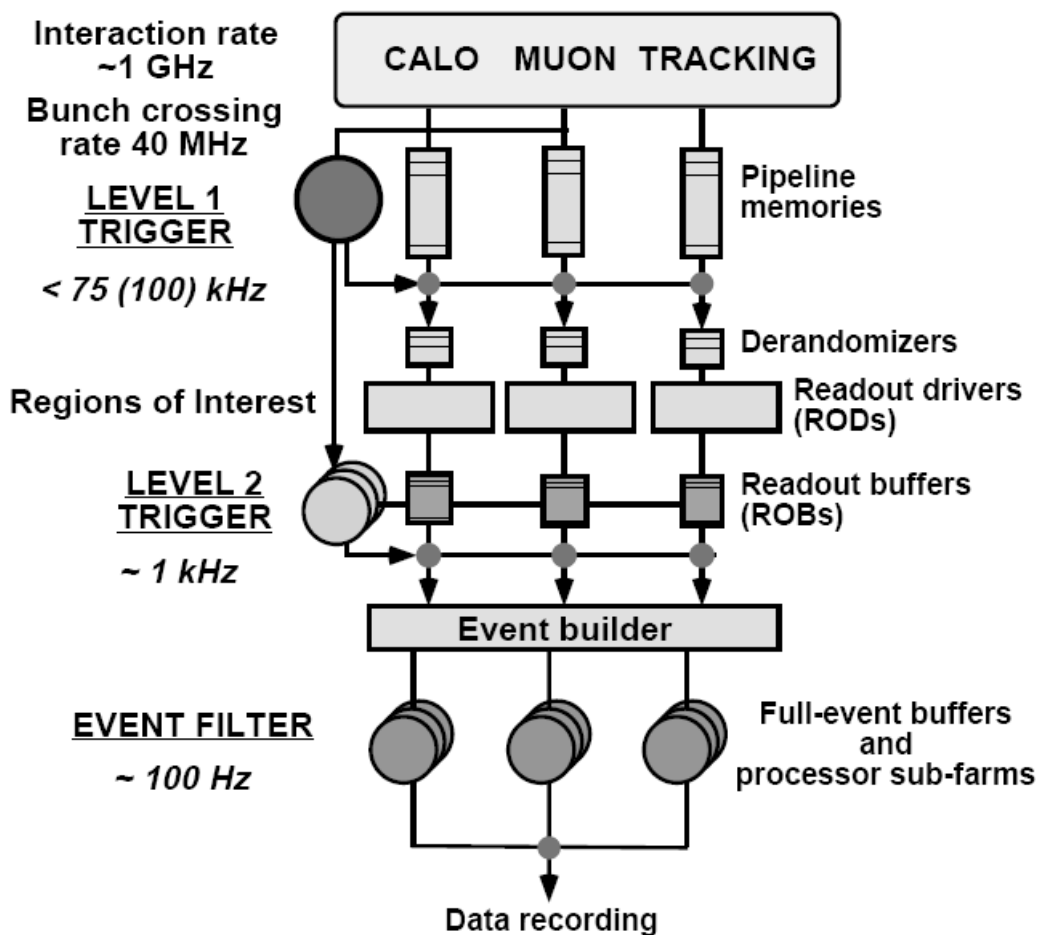 Interaction rate
~1 GHz
CALO MUON TRACKING
Bunch crossing
rate 40 MHz
LEVEL 1
TRIGGER
Pipeline
memories
< 75 (100) kHz
Derandomizers
Regions of Interest
Readout drivers
(RODs)
LEVEL 2
TRIGGER
Readout buffers
(ROBs)
~ 1 kHz
Event builder
EVENT FILTER
~ 100 Hz
Full-event buffers
and
processor sub-farms
Data recording